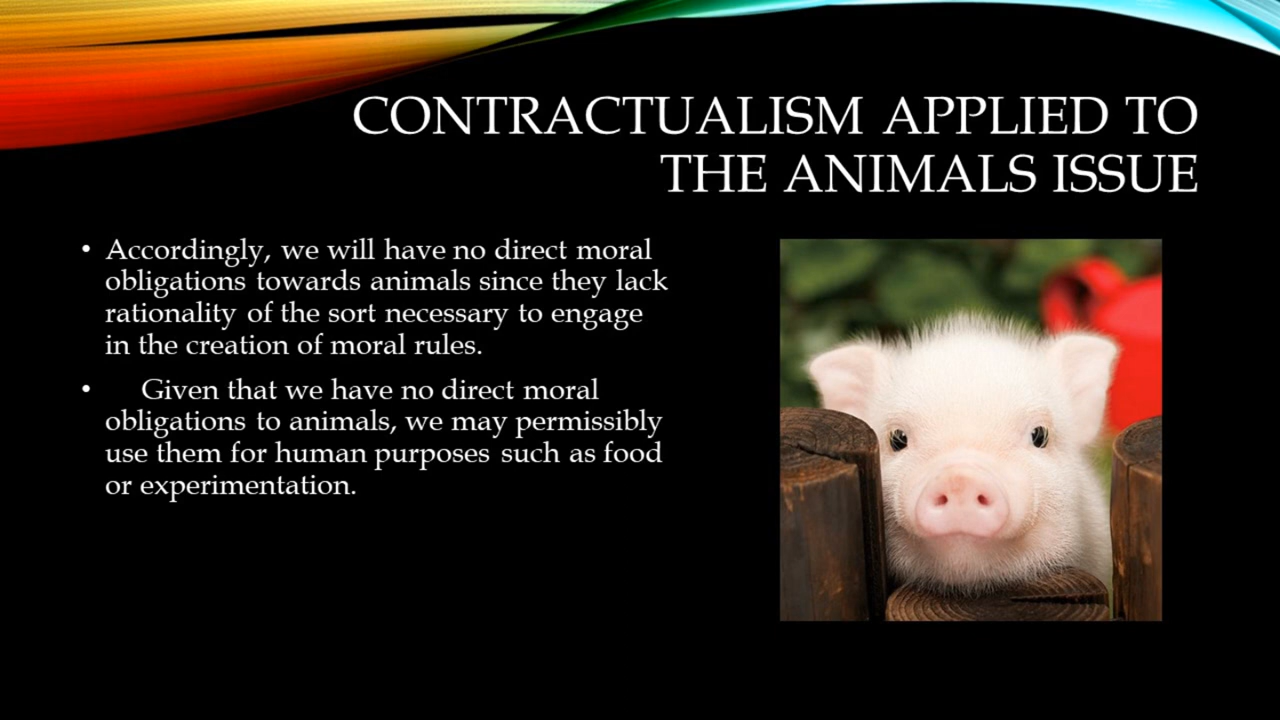 CONTRACTUALISM APPLIED TO
THE ANIMALS ISSUE
• Accordingly, we will have no direct moral
obligations towards animals since they lack
rationality of the sort necessary to engage
in the creation of moral rules.
• Given that we have no direct moral
obligations to animals, we may permissibly
use them for human purposes such as food
or experimentation.